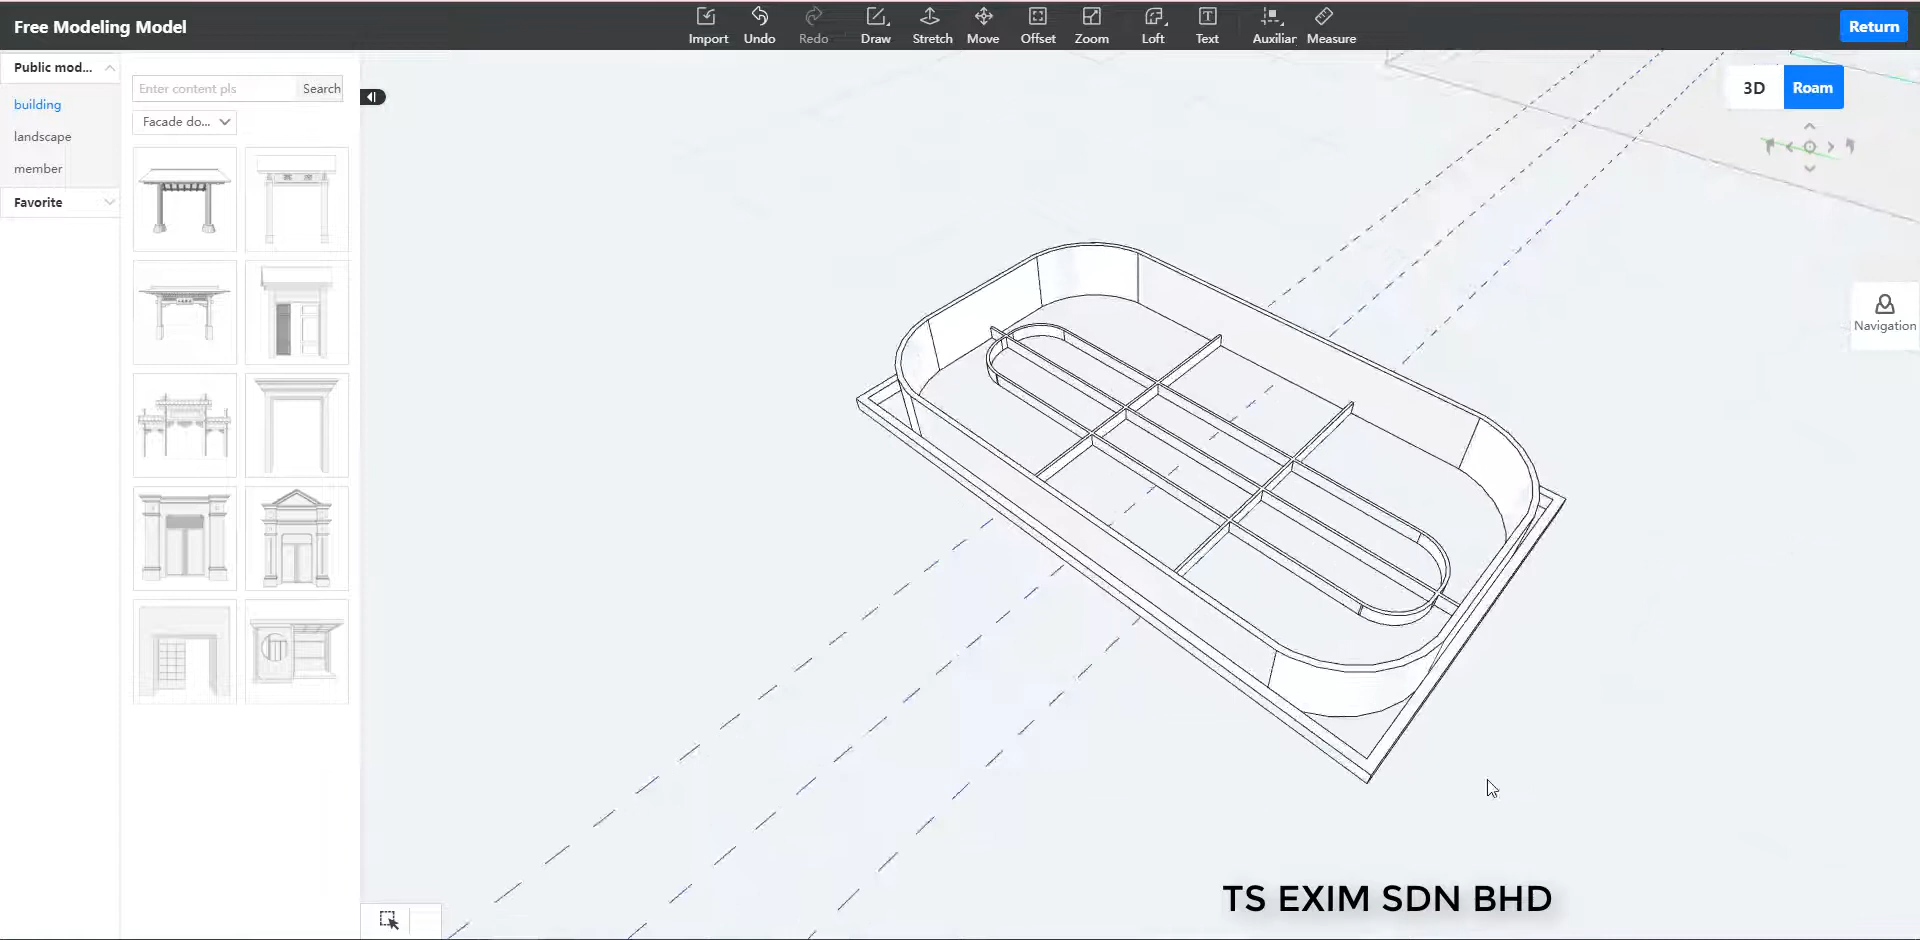 Free Modeling Model
Import
Undo
Redo
Draw
Stretch
Move
Offset
Zoom
Loft
Text
Auxiliar
Measure
Return
Public mod...
building
landscape
member
Favorite
Enter content pls
Search
Facade do...
3D
Roam
Navigation
TS EXIM SDN BHD